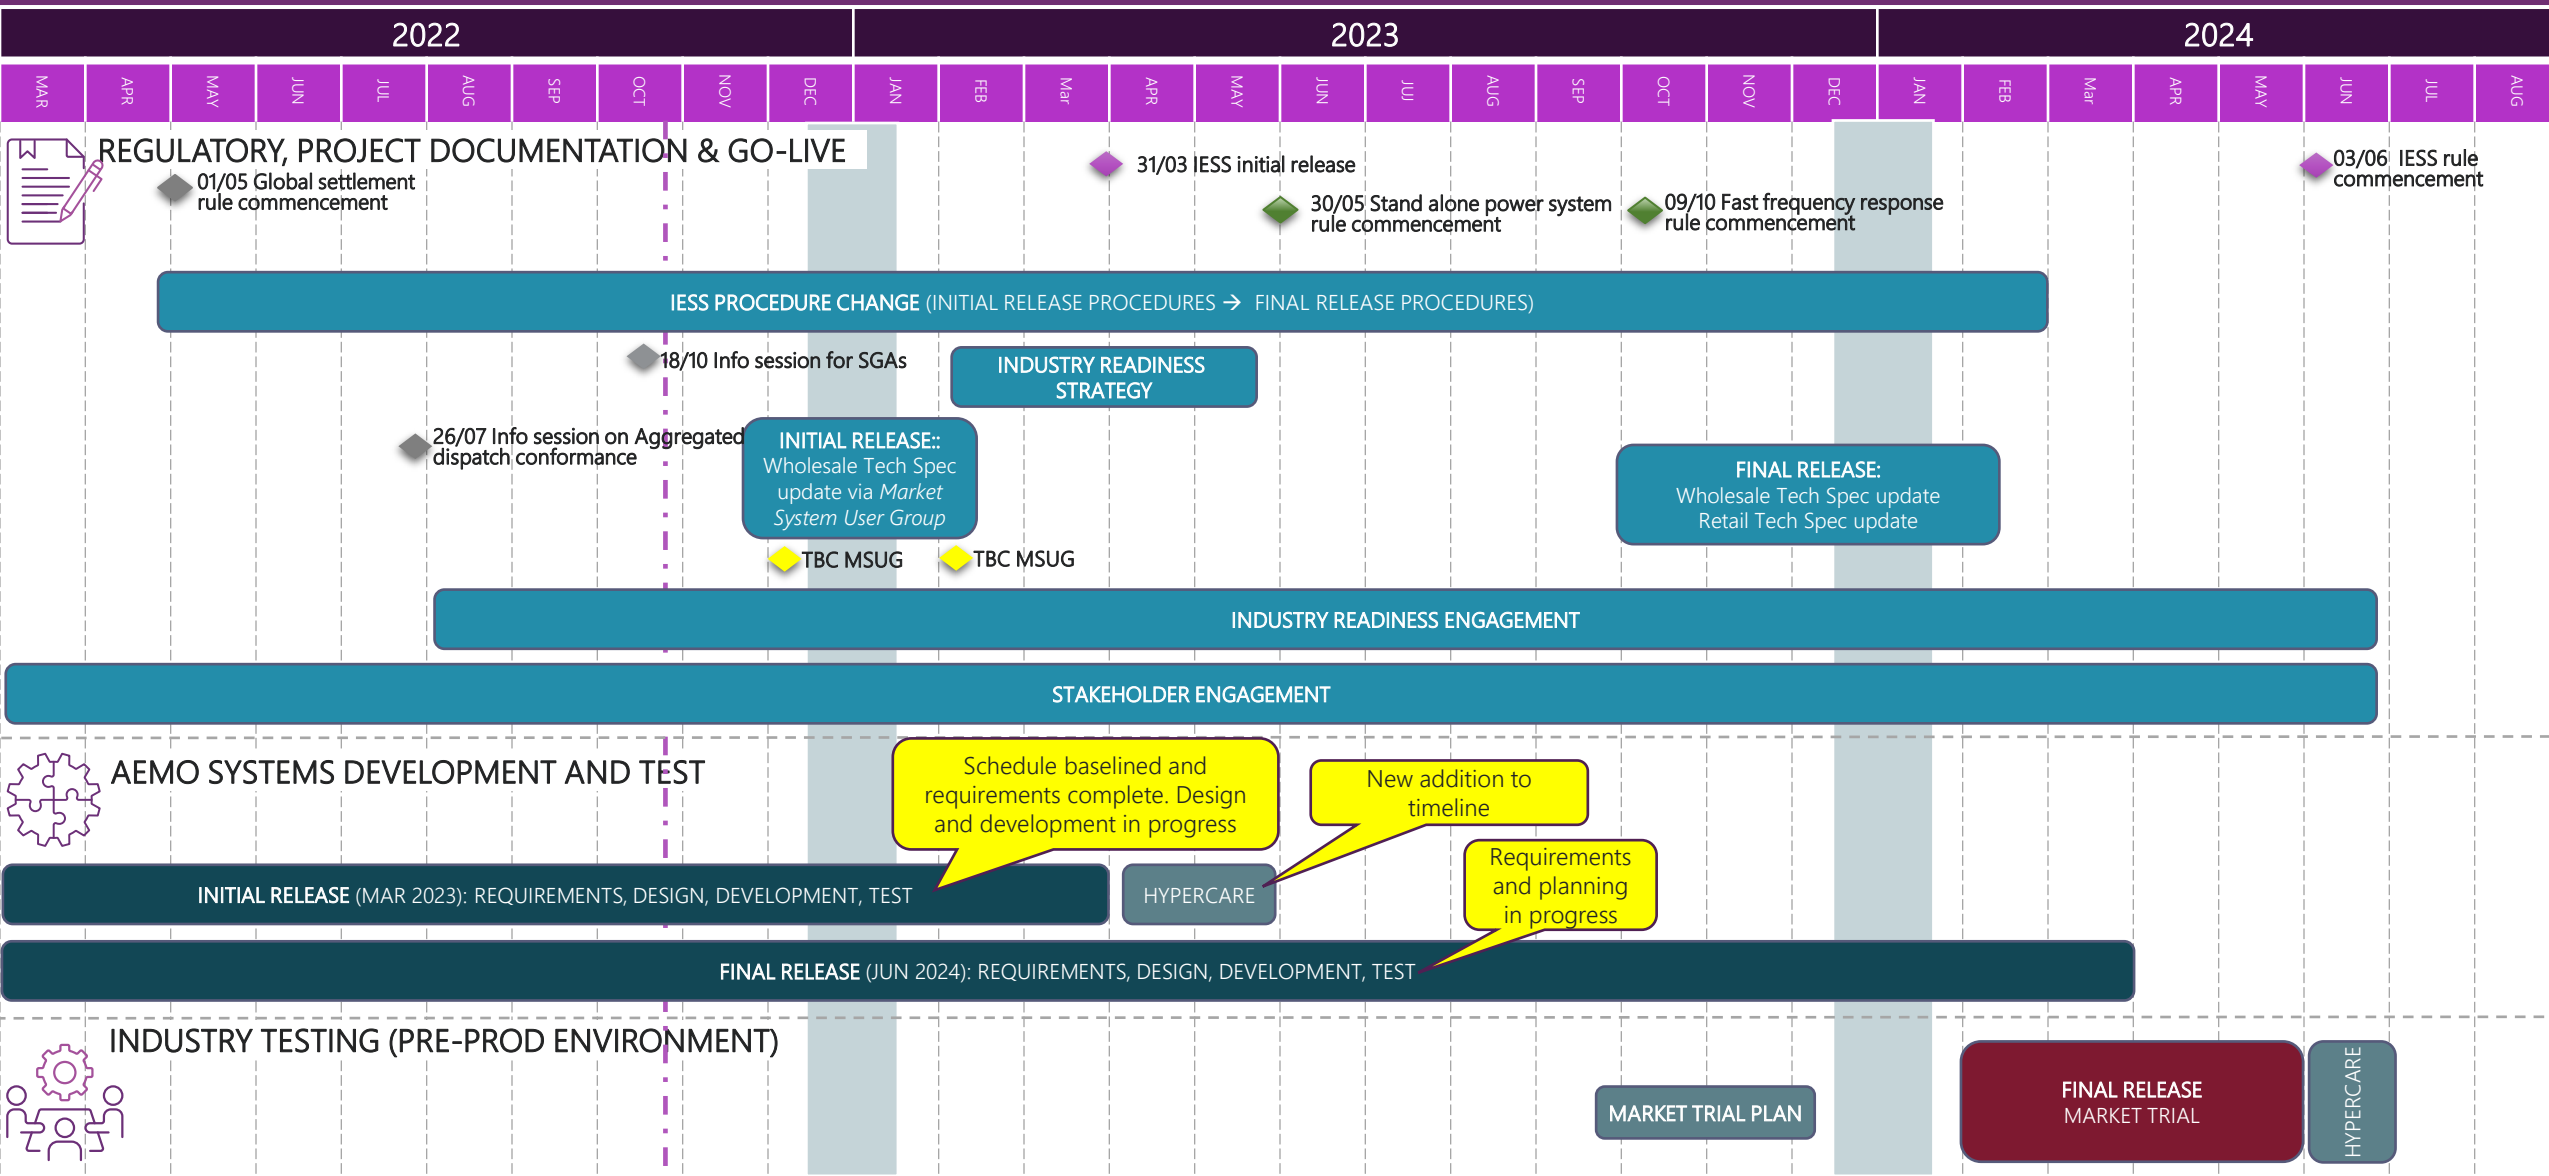 2022
2023
2024
MAR
APR
MAY
JUN
JUL
AUG
SEP
OCT
NOV
DEC
JAN
FEB
Mar
APR
MAY
JUN
JUJ
AUG
SEP
OCT
NOV
DEC
JAN
FEB
Mar
APR
MAY
JUN
JUL
AUG
REGULATORY, PROJECT DOCUMENTATION & GO-LIVE
01/05 Global settlement
rule commencement
31/03 IESS initial release
30/05 Stand alone power system
rule commencement
09/10 Fast frequency response
rule commencement
03/06 IESS rule
commencement
IESS PROCEDURE CHANGE (INITIAL RELEASE PROCEDURES → FINAL RELEASE PROCEDURES)
18/10 Info session for SGAs
INDUSTRY READINESS
STRATEGY
26/07 Info session on Aggregated
dispatch conformance
INITIAL RELEASE::
Wholesale Tech Spec
update via Market
System User Group
FINAL RELEASE:
Wholesale Tech Spec update
Retail Tech Spec update
TBC MSUG
TBC MSUG
INDUSTRY READINESS ENGAGEMENT
STAKEHOLDER ENGAGEMENT
AEMO SYSTEMS DEVELOPMENT AND TEST
Schedule baselined and
requirements complete. Design
and development in progress
New addition to
timeline
Requirements
and planning
in progress
INITIAL RELEASE (MAR 2023): REQUIREMENTS, DESIGN, DEVELOPMENT, TEST
HYPERCARE
FINAL RELEASE (JUN 2024): REQUIREMENTS, DESIGN, DEVELOPMENT, TEST
INDUSTRY TESTING (PRE-PROD ENVIRONMENT)
MARKET TRIAL PLAN
FINAL RELEASE
MARKET TRIAL
HYPERCARE